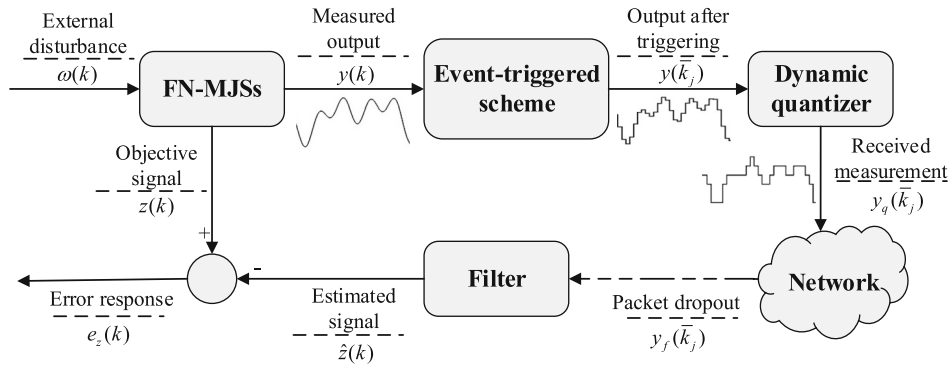 External
disturbance
ω(k)
FN-MJSs
Measured
output
y(k)
Event-triggered
scheme
Output after
triggering
y(k̄_j)
Dynamic
quantizer
Objective
signal
z(k)
Received
measurement
y_q(k̄_j)
+
-
Error response
e_z(k)
Estimated
signal
ẑ(k)
Filter
Packet dropout
y_f(k̄_j)
Network